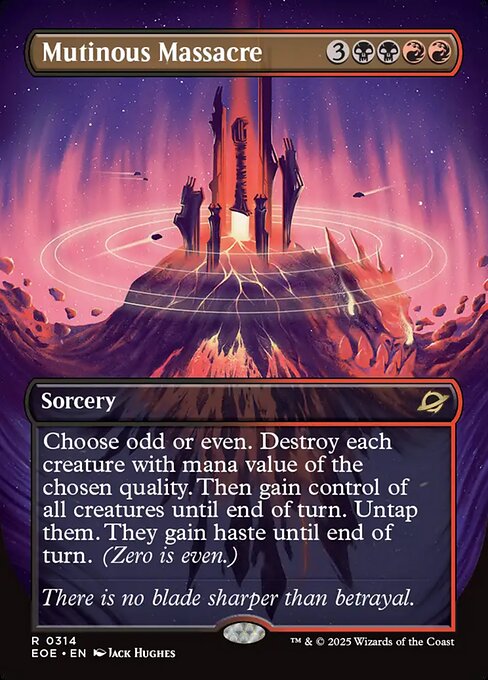 Mutinous Massacre 3
Sorcery
Choose odd or even. Destroy each
creature with mana value of the
chosen quality. Then gain control of
all creatures until end of turn. Untap
them. They gain haste until end of
turn. (Zero is even.)
There is no blade sharper than betrayal.
R 0314 ™ & © 2025 Wizards of the Coast
EOE • EN Jack Hughes